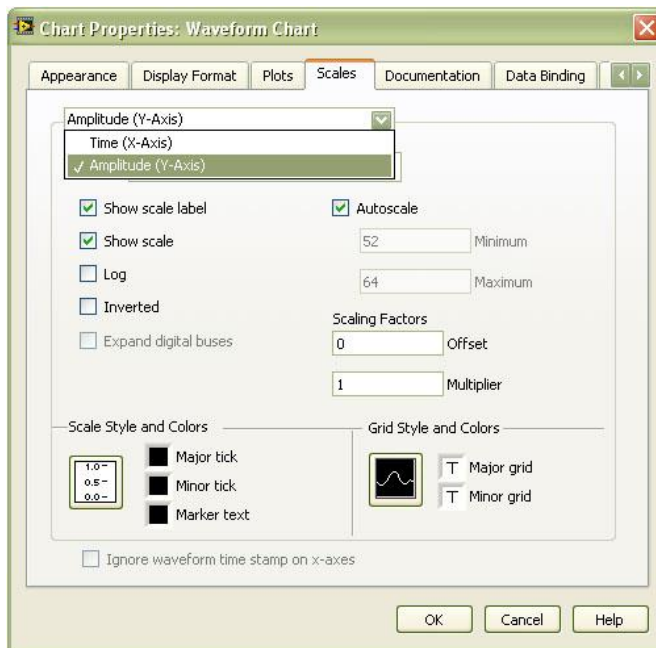 Chart Properties: Waveform Chart
Appearance
Display Format
Plots
Scales
Documentation
Data Binding
Amplitude (Y-Axis)
Time (X-Axis)
Amplitude (Y-Axis)
Show scale label
Autoscale
Show scale
52
Minimum
Log
64
Maximum
Inverted
Scaling Factors
Expand digital buses
0
Offset
1
Multiplier
Scale Style and Colors
Grid Style and Colors
1.0
0.5
0.0
Major tick
Minor tick
Marker text
T
Major grid
T
Minor grid
Ignore waveform time stamp on x-axes
OK
Cancel
Help